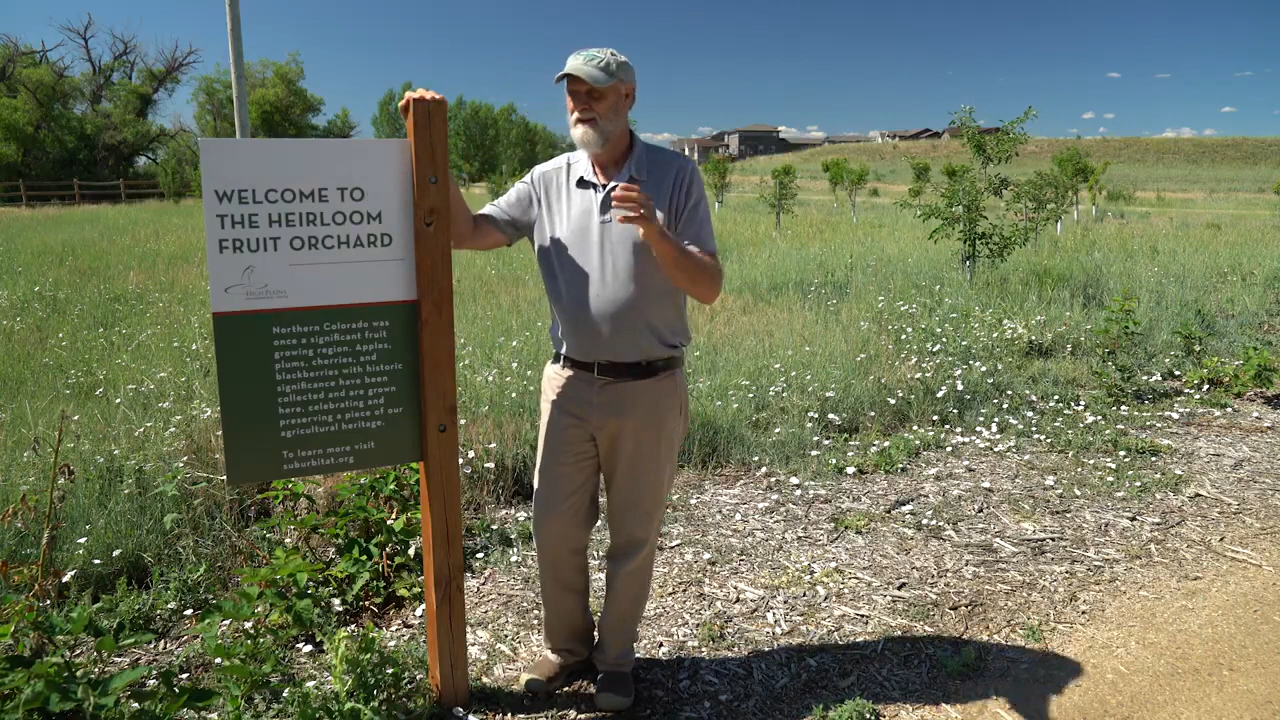 WELCOME TO
THE HEIRLOOM
FRUIT ORCHARD
HIGH PLAINS
Northern Colorado was
once a significant fruit
growing region. Apples,
plums, cherries, and
blackberries with historic
significance have been
collected and are grown
here, celebrating and
preserving a piece of our
agricultural heritage.
To learn more visit
suburbitat.org